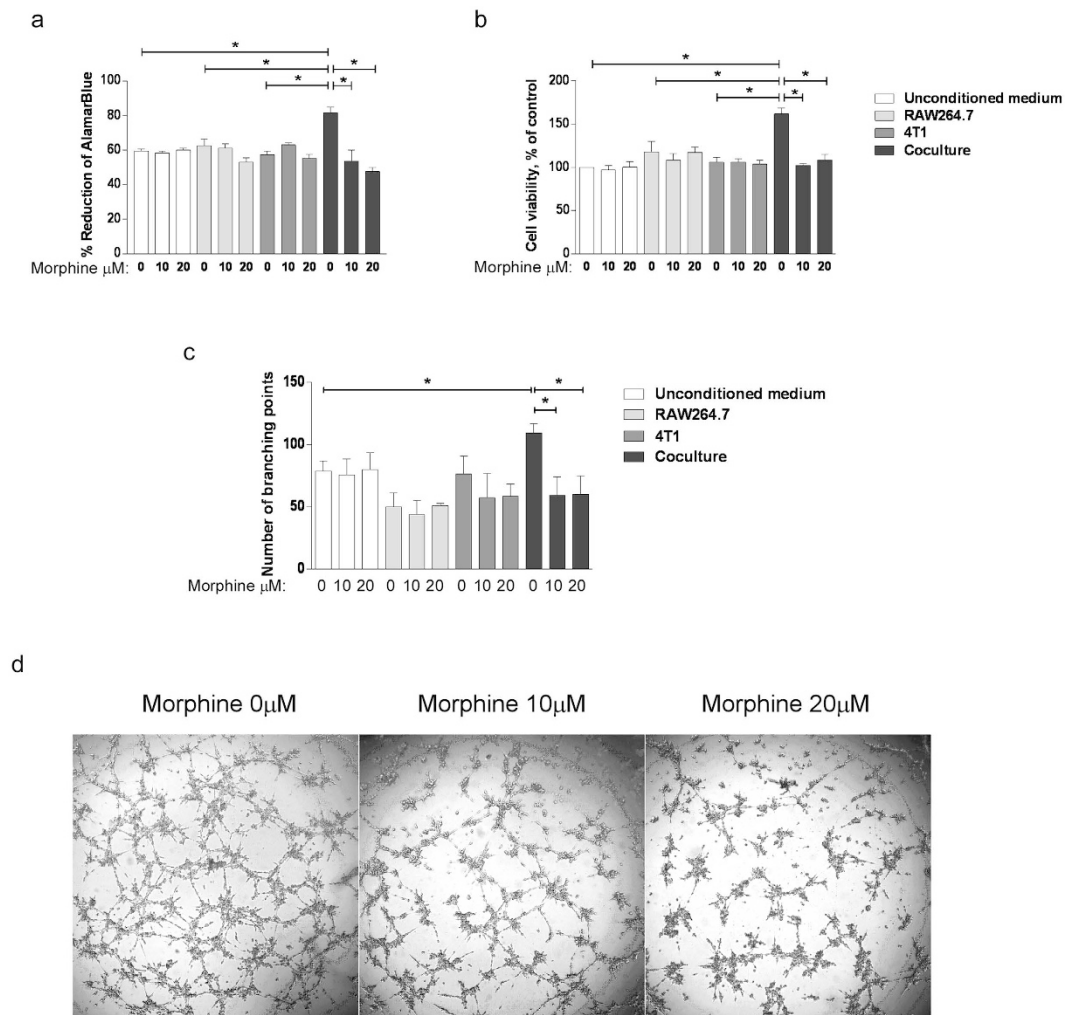 a
*
*
*
*
*
% Reduction of AlamarBlue
100
80
60
40
20
0
Morphine μM: 0 10 20 0 10 20 0 10 20 0 10 20
b
*
*
*
*
*
Cell viability, % of control
200
150
100
50
0
Morphine μM: 0 10 20 0 10 20 0 10 20 0 10 20
Unconditioned medium
RAW264.7
4T1
Coculture
c
*
*
*
Number of branching points
150
100
50
0
Morphine μM: 0 10 20 0 10 20 0 10 20 0 10 20
Unconditioned medium
RAW264.7
4T1
Coculture
d
Morphine 0μM
Morphine 10μM
Morphine 20μM